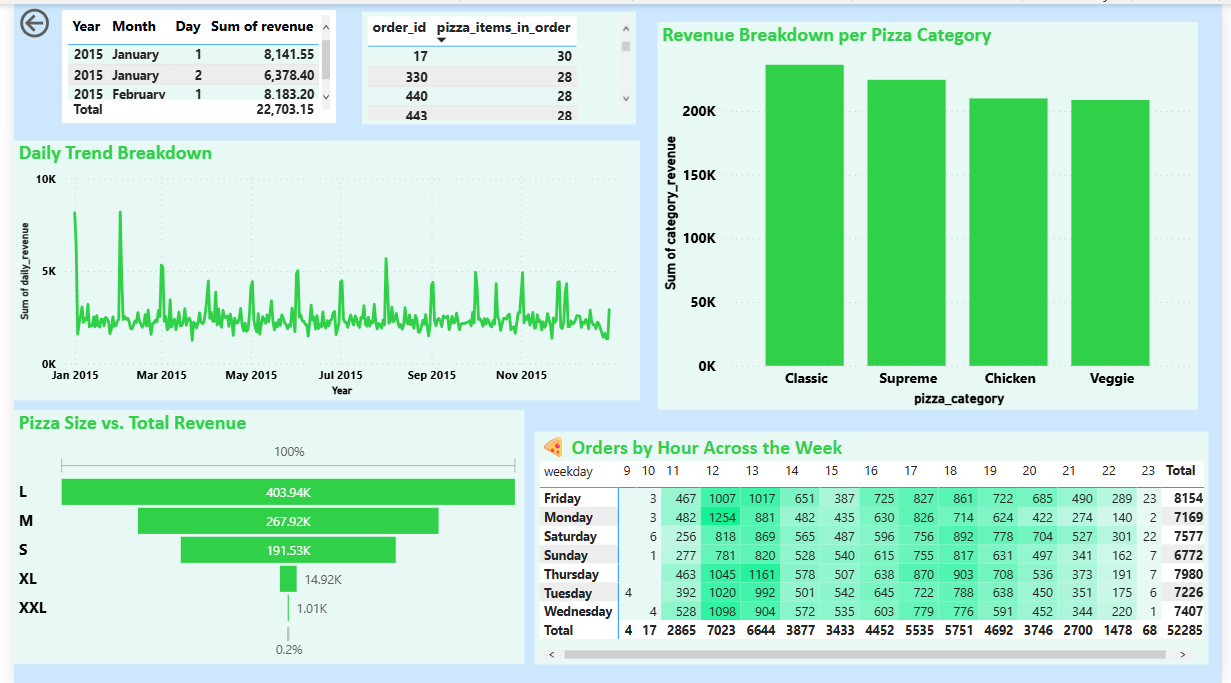 Year Month Day Sum of revenue
2015 January 1 8,141.55
2015 January 2 6,378.40
2015 February 1 8,183.20
Total 22,703.15
order_id pizza_items_in_order
17 30
330 28
440 28
443 28
Revenue Breakdown per Pizza Category
Sum of category_revenue
200K
150K
100K
50K
0K
Classic Supreme Chicken Veggie
pizza_category
Daily Trend Breakdown
Sum of daily_revenue
10K
5K
0K
Jan 2015 Mar 2015 May 2015 Jul 2015 Sep 2015 Nov 2015
Year
Pizza Size vs. Total Revenue
100%
L 403.94K
M 267.92K
S 191.53K
XL 14.92K
XXL 1.01K
0.2%
Orders by Hour Across the Week
weekday 9 10 11 12 13 14 15 16 17 18 19 20 21 22 23 Total
Friday 3 467 1007 1017 651 387 725 827 861 722 685 490 289 23 8154
Monday 3 482 1254 881 482 435 630 826 714 624 422 274 140 2 7169
Saturday 6 256 818 869 565 487 596 756 892 778 704 527 301 22 7577
Sunday 1 277 781 820 528 540 615 755 817 631 497 341 162 7 6772
Thursday 463 1045 1161 578 507 638 870 903 708 536 373 191 7 7980
Tuesday 4 392 1020 992 501 542 645 722 788 638 450 351 175 6 7226
Wednesday 4 528 1098 904 572 535 603 779 776 591 452 344 220 1 7407
Total 4 17 2865 7023 6644 3877 3433 4452 5535 5751 4692 3746 2700 1478 68 52285